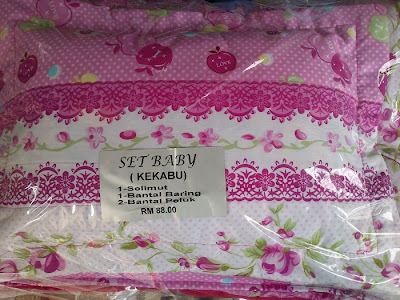 SET BABY
( KEKABU)
1-Selimut
1-Bantal Baring
2-Bantal Peluk
RM 88.00